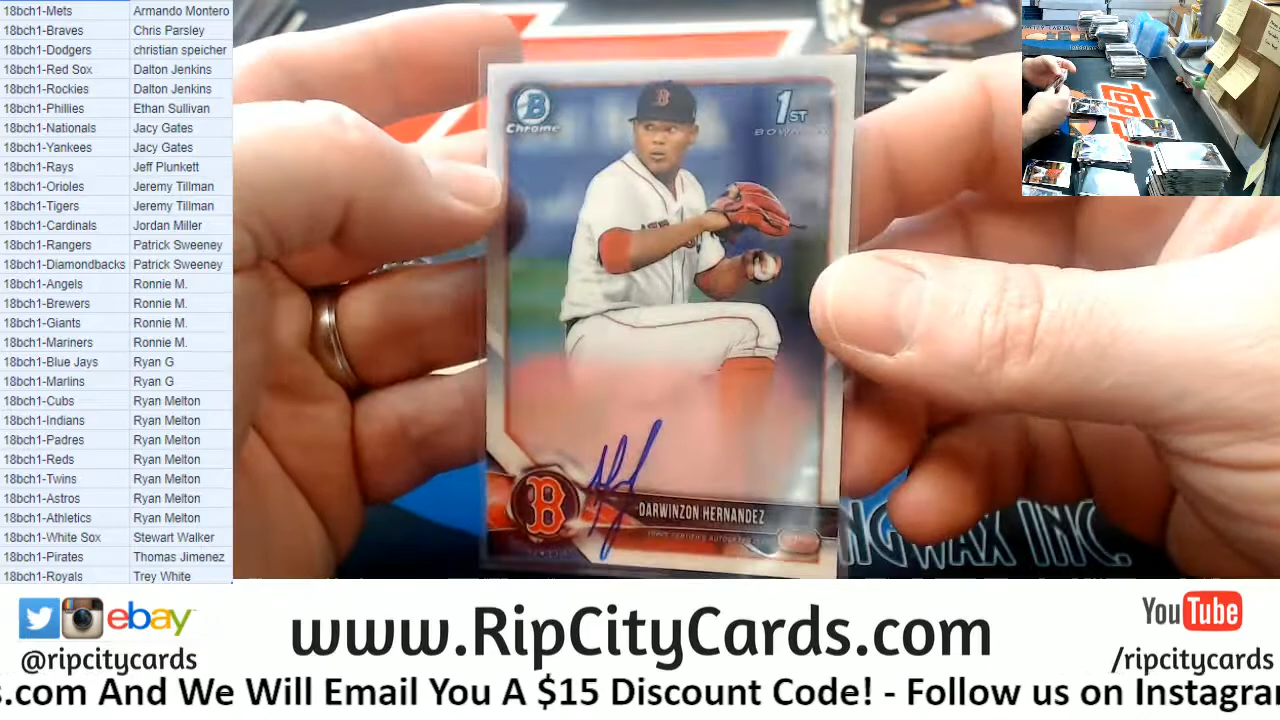 18bch1-Mets Armando Montero
18bch1-Braves Chris Parsley
18bch1-Dodgers christian speicher
18bch1-Red Sox Dalton Jenkins
18bch1-Rockies Dalton Jenkins
18bch1-Phillies Ethan Sullivan
18bch1-Nationals Jacy Gates
18bch1-Yankees Jacy Gates
18bch1-Rays Jeff Plunkett
18bch1-Orioles Jeremy Tillman
18bch1-Tigers Jeremy Tillman
18bch1-Cardinals Jordan Miller
18bch1-Rangers Patrick Sweeney
18bch1-Diamondbacks Patrick Sweeney
18bch1-Angels Ronnie M.
18bch1-Brewers Ronnie M.
18bch1-Giants Ronnie M.
18bch1-Mariners Ronnie M.
18bch1-Blue Jays Ryan G
18bch1-Marlins Ryan G
18bch1-Cubs Ryan Melton
18bch1-Indians Ryan Melton
18bch1-Padres Ryan Melton
18bch1-Reds Ryan Melton
18bch1-Twins Ryan Melton
18bch1-Astros Ryan Melton
18bch1-Athletics Ryan Melton
18bch1-White Sox Stewart Walker
18bch1-Pirates Thomas Jimenez
18bch1-Royals Trey White
B
Chrome
1ST
B
B
DARWINZON HERNANDEZ
NGWAX INC.
ebay
@ripcitycards
www.RipCityCards.com
YouTube
/ripcitycards
s.com And We Will Email You A $15 Discount Code! - Follow us on Instagra